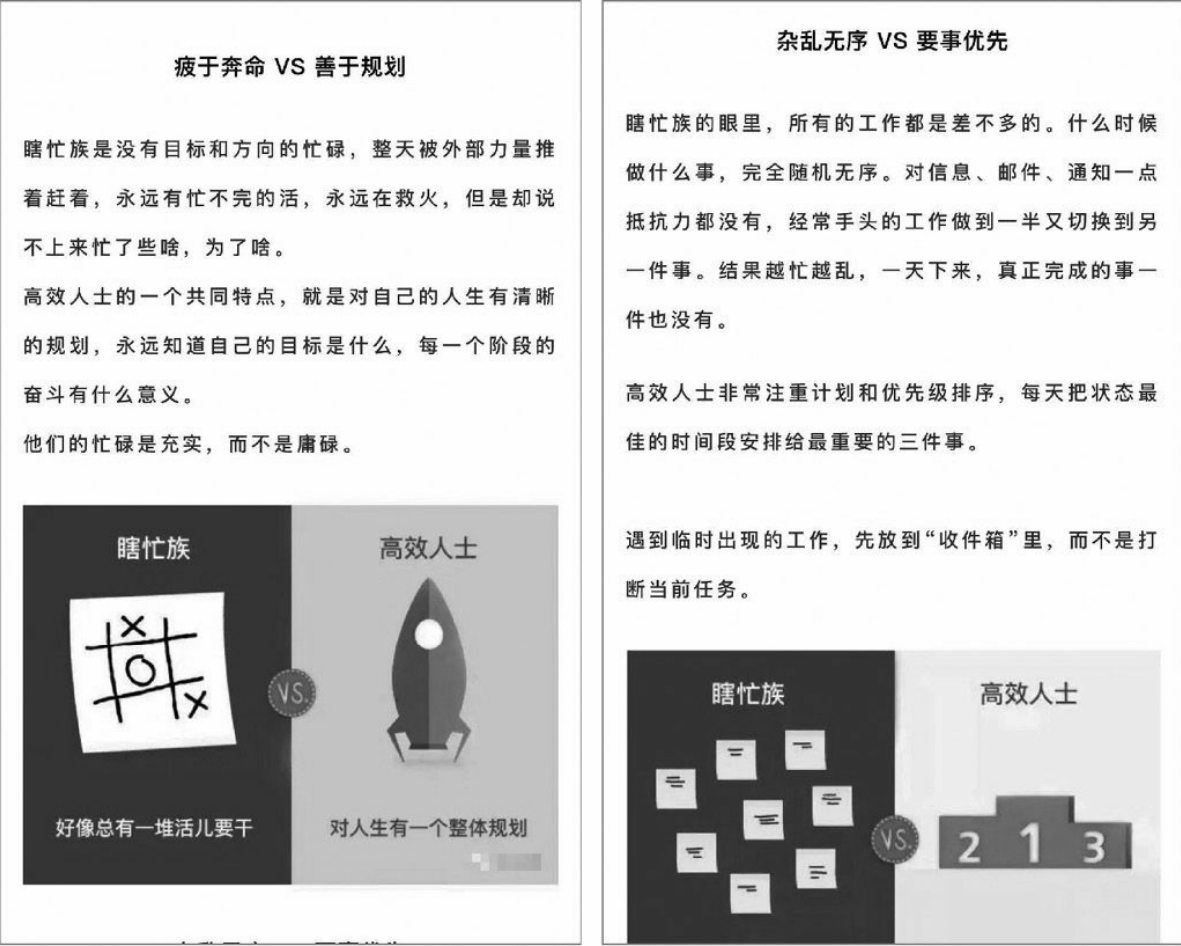 疲于奔命 VS 善于规划
瞎忙族是没有目标和方向的忙碌，整天被外部力量推
着赶着，永远有忙不完的活，永远在救火，但是却说
不上来忙了些啥，为了啥。
高效人士的一个共同特点，就是对自己的人生有清晰
的规划，永远知道自己的目标是什么，每一个阶段的
奋斗有什么意义。
他们的忙碌是充实，而不是庸碌。
瞎忙族
高效人士
VS.
好像总有一堆活儿要干
对人生有一个整体规划
杂乱无序 VS 要事优先
瞎忙族的眼里，所有的工作都是差不多的。什么时候
做什么事，完全随机无序。对信息、邮件、通知一点
抵抗力都没有，经常手头的工作做到一半又切换到另
一件事。结果越忙越乱，一天下来，真正完成的事一
件也没有。
高效人士非常注重计划和优先级排序，每天把状态最
佳的时间段安排给最重要的三件事。
遇到临时出现的工作，先放到“收件箱”里，而不是打
断当前任务。
瞎忙族
高效人士
VS.
2 1 3